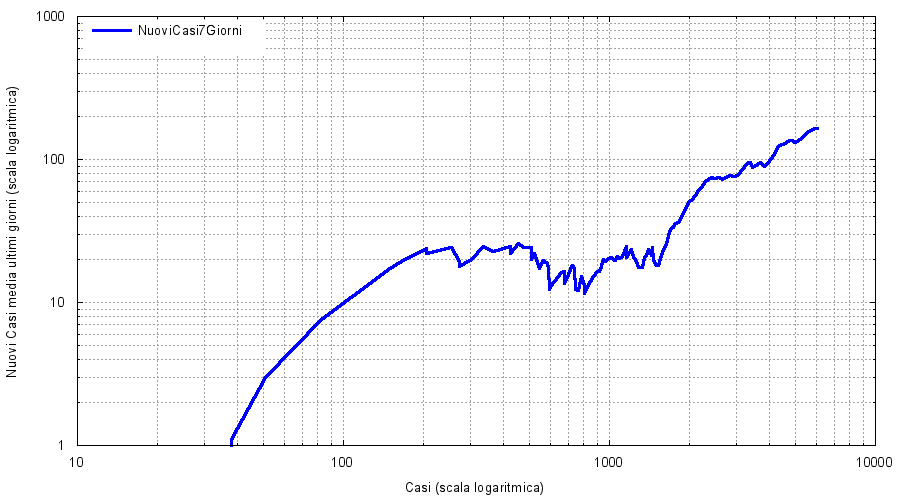 1000
NuoviCasi7Giorni
100
10
1
Nuovi Casi media ultimi giorni (scala logaritmica)
10
100
1000
10000
Casi (scala logaritmica)